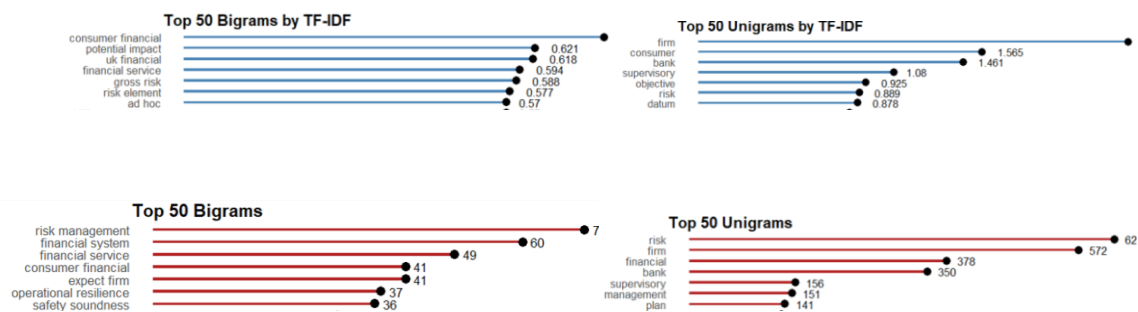 Top 50 Bigrams by TF-IDF
consumer financial
potential impact 0.621
uk financial 0.618
financial service 0.594
gross risk 0.588
risk element 0.577
ad hoc 0.57
Top 50 Unigrams by TF-IDF
firm
consumer 1.565
bank 1.461
supervisory 1.08
objective 0.925
risk 0.889
datum 0.878
Top 50 Bigrams
risk management 7
financial system 60
financial service 49
consumer financial 41
expect firm 41
operational resilience 37
safety soundness 36
Top 50 Unigrams
risk 62
firm 572
financial 378
bank 350
supervisory 156
management 151
plan 141